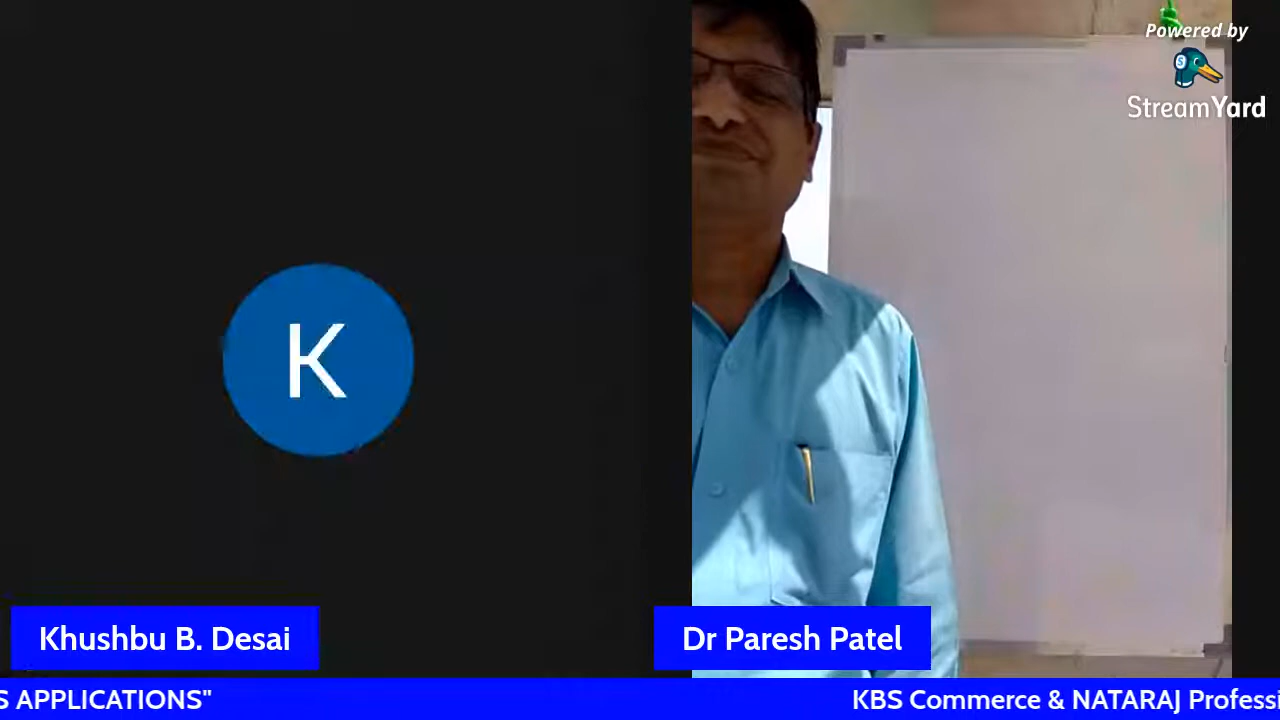 Powered by
StreamYard
K
Khushbu B. Desai
Dr Paresh Patel
S APPLICATIONS" KBS Commerce & NATARAJ Professi